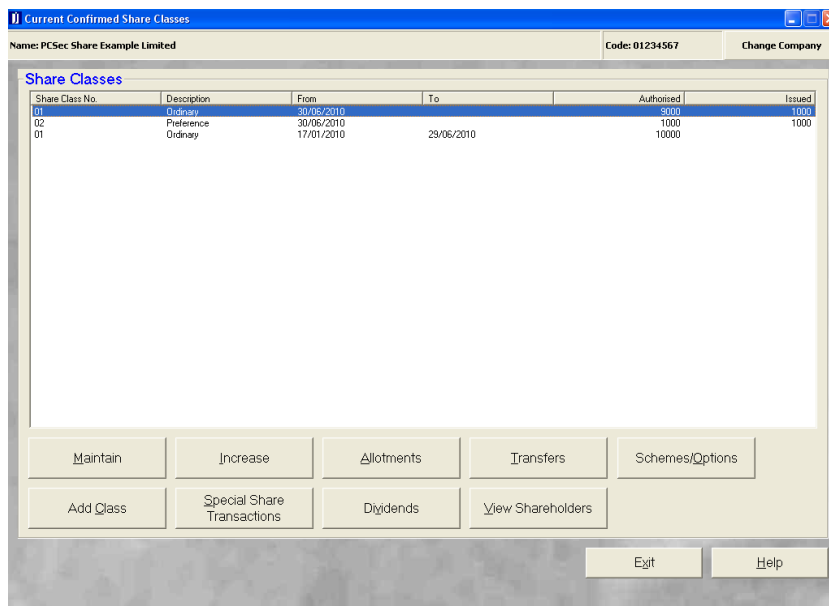 Current Confirmed Share Classes
Name: PCSec Share Example Limited Code: 01234567 Change Company
Share Classes
Share Class No. Description From To Authorised Issued
01 Ordinary 30/06/2010 9000 1000
02 Preference 30/06/2010 1000 1000
01 Ordinary 17/01/2010 29/06/2010 10000
Maintain Increase Allotments Transfers Schemes/Options
Add Class Special Share Transactions Dividends View Shareholders
Exit Help